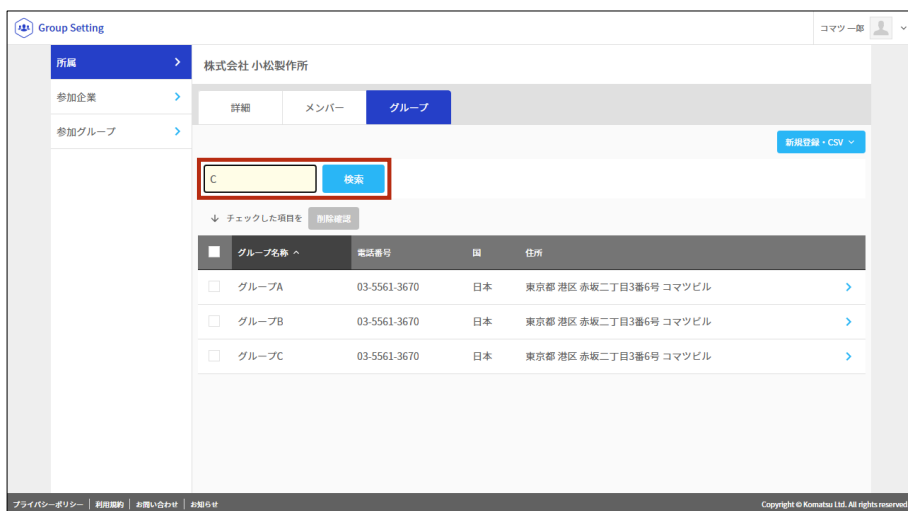 Group Setting
コマツ 一郎
所属
参加企業
参加グループ
株式会社 小松製作所
詳細 メンバー グループ
新規登録・CSV
C 検索
チェックした項目を 削除確認
グループ名称 電話番号 国 住所
グループA 03-5561-3670 日本 東京都 港区 赤坂二丁目3番6号 コマツビル
グループB 03-5561-3670 日本 東京都 港区 赤坂二丁目3番6号 コマツビル
グループC 03-5561-3670 日本 東京都 港区 赤坂二丁目3番6号 コマツビル
プライバシーポリシー | 利用規約 | お問い合わせ | お知らせ
Copyright © Komatsu Ltd. All rights reserved